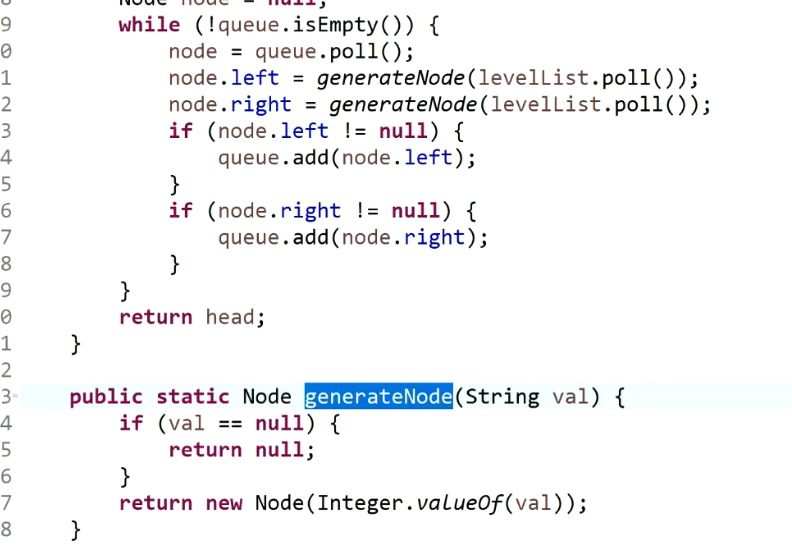 Node node = null;
9 while (!queue.isEmpty()) {
0 node = queue.poll();
1 node.left = generateNode(levelList.poll());
2 node.right = generateNode(levelList.poll());
3 if (node.left != null) {
4 queue.add(node.left);
5 }
6 if (node.right != null) {
7 queue.add(node.right);
8 }
9 }
0 return head;
1 }
2
3 public static Node generateNode(String val) {
4 if (val == null) {
5 return null;
6 }
7 return new Node(Integer.valueOf(val));
8 }